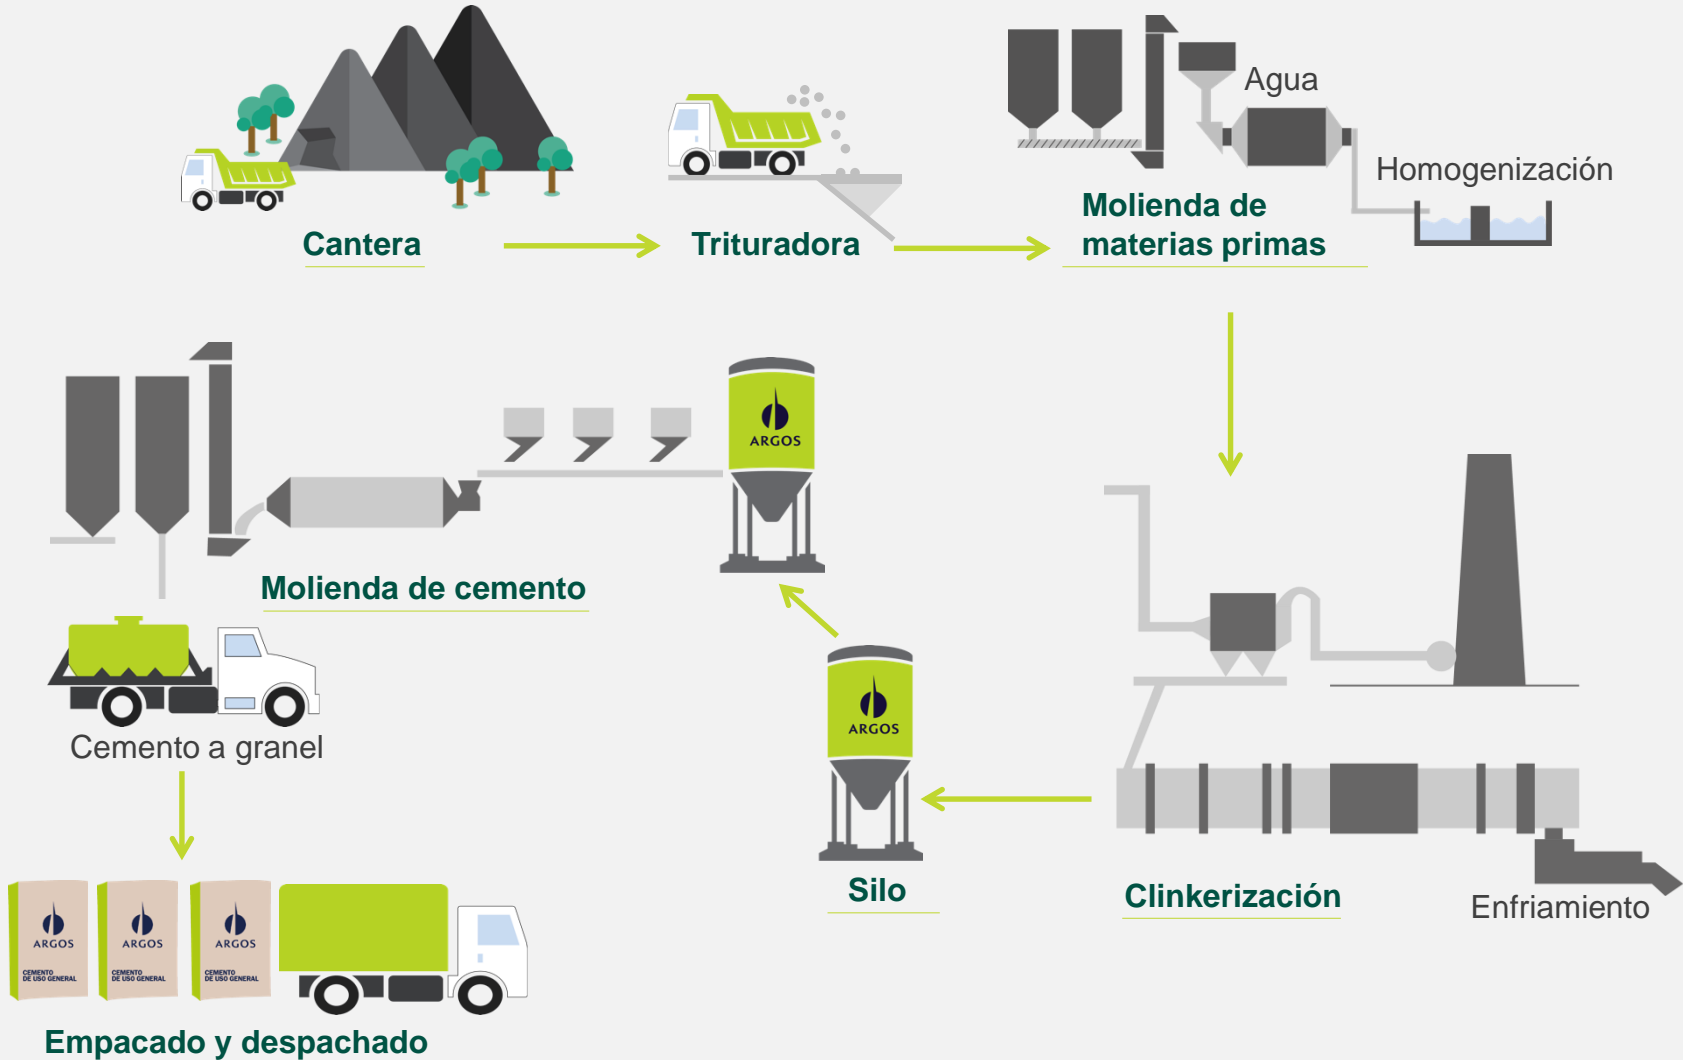 Agua
Homogenización
Molienda de
materias primas
Cantera
Trituradora
ARGOS
Molienda de cemento
ARGOS
Cemento a granel
Silo
Clinkerización
Enfriamiento
ARGOS
CEMENTO
DE USO GENERAL
ARGOS
CEMENTO
DE USO GENERAL
ARGOS
CEMENTO
DE USO GENERAL
Empacado y despachado